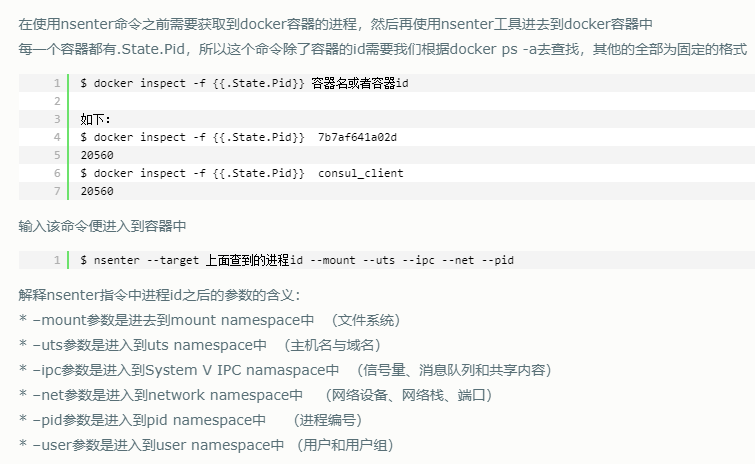 在使用nsenter命令之前需要获取到docker容器的进程，然后再使用nsenter工具进去到docker容器中
每一个容器都有.State.Pid，所以这个命令除了容器的id需要我们根据docker ps -a去查找，其他的全部为固定的格式
1 $ docker inspect -f {{.State.Pid}} 容器名或者容器id
2
3 如下：
4 $ docker inspect -f {{.State.Pid}}  7b7af641a02d
5 20560
6 $ docker inspect -f {{.State.Pid}}  consul_client
7 20560
输入该命令便进入到容器中
1 $ nsenter --target 上面查到的进程id --mount --uts --ipc --net --pid
解释nsenter指令中进程id之后的参数的含义：
* –mount参数是进去到mount namespace中 （文件系统）
* –uts参数是进入到uts namespace中 （主机名与域名）
* –ipc参数是进入到System V IPC namaspace中 （信号量、消息队列和共享内容）
* –net参数是进入到network namespace中 （网络设备、网络栈、端口）
* –pid参数是进入到pid namespace中 （进程编号）
* –user参数是进入到user namespace中 （用户和用户组）